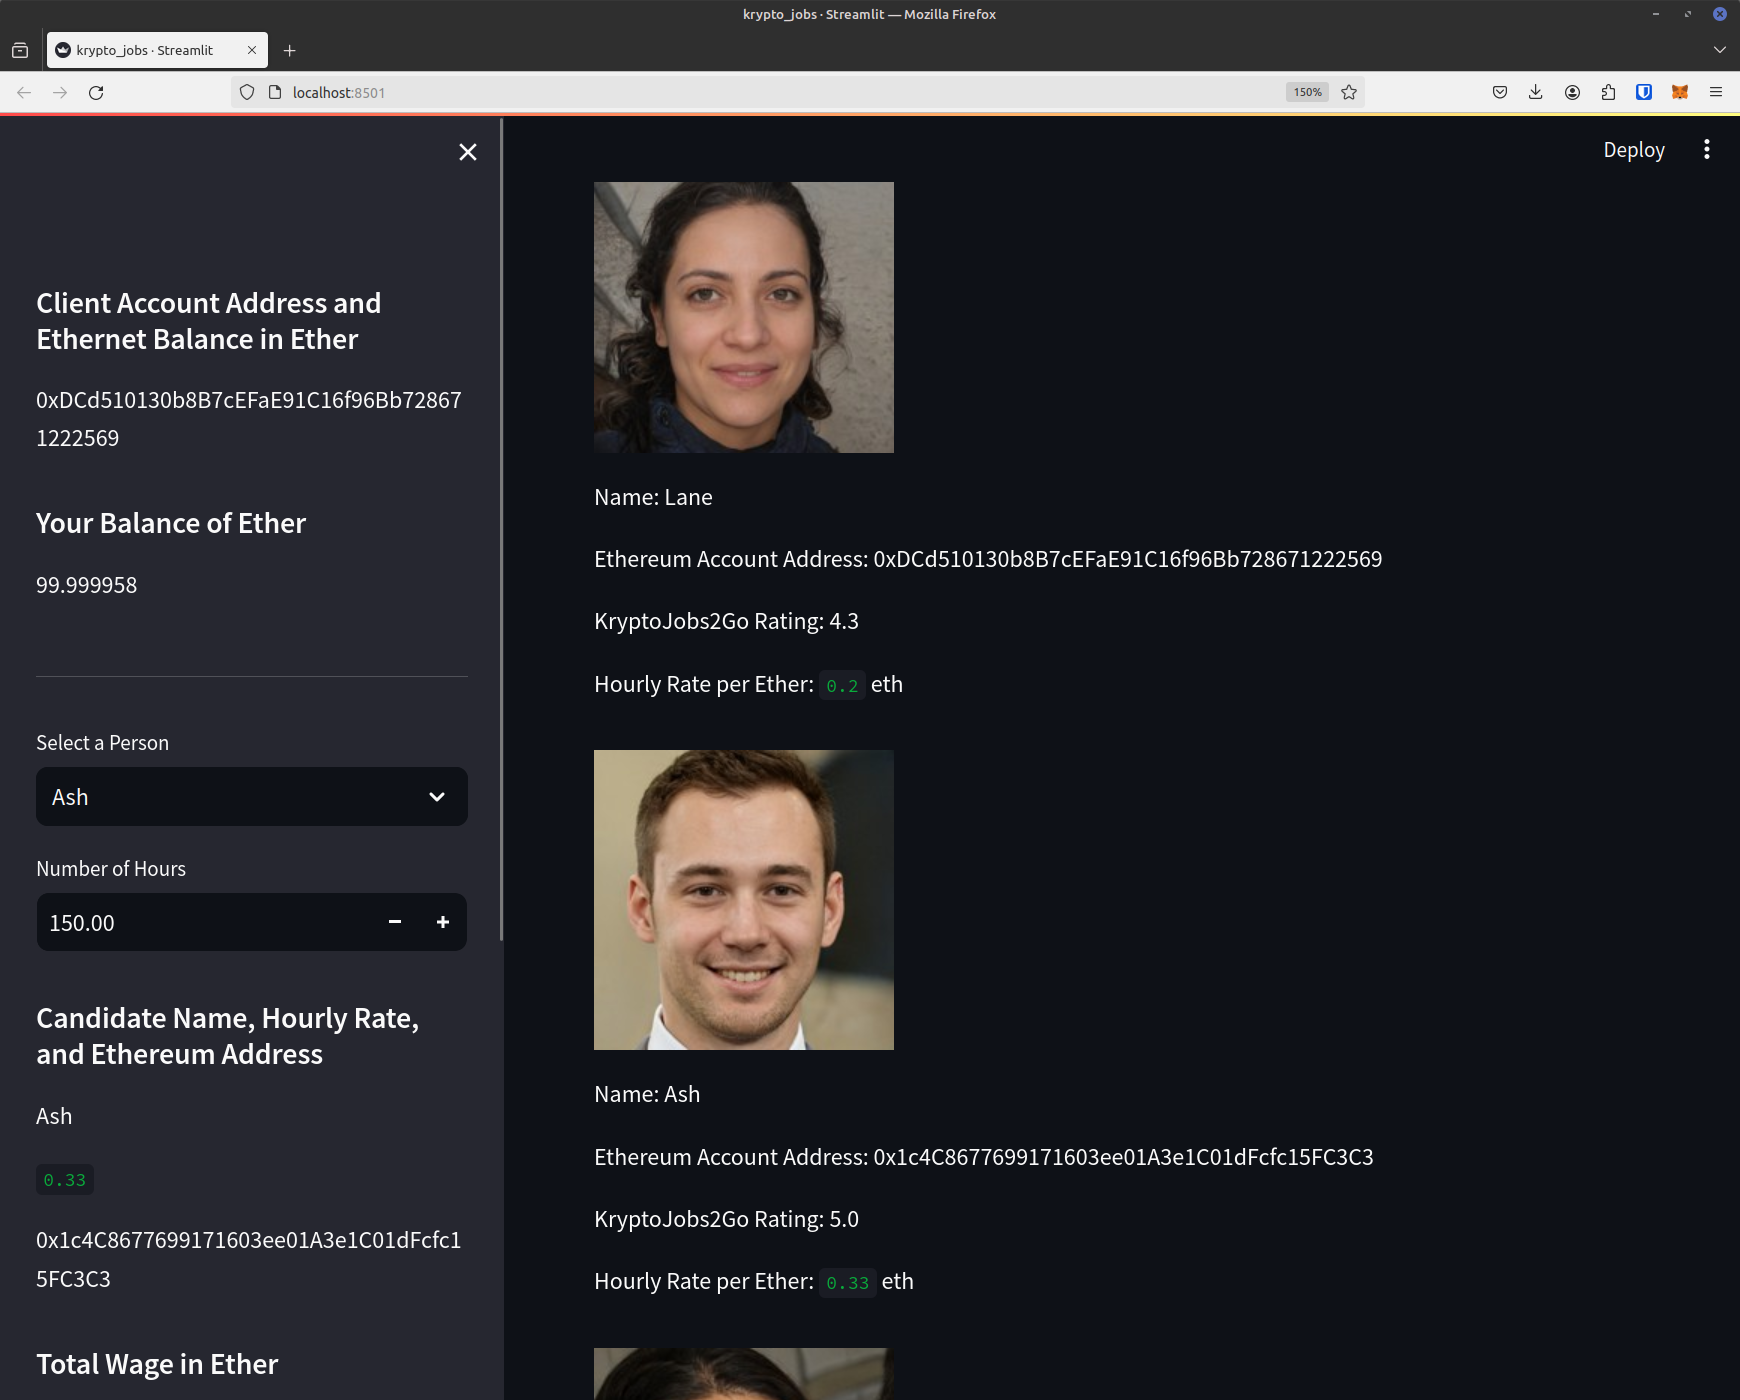 krypto_jobs · Streamlit — Mozilla Firefox
krypto_jobs · Streamlit
localhost:8501
150%
Deploy
Client Account Address and
Ethernet Balance in Ether
0xDCd510130b8B7cEFaE91C16f96Bb72867
1222569
Your Balance of Ether
99.999958
Select a Person
Ash
Number of Hours
150.00
Candidate Name, Hourly Rate,
and Ethereum Address
Ash
0.33
0x1c4C8677699171603ee01A3e1C01dFcfc1
5FC3C3
Total Wage in Ether
Name: Lane
Ethereum Account Address: 0xDCd510130b8B7cEFaE91C16f96Bb728671222569
KryptoJobs2Go Rating: 4.3
Hourly Rate per Ether: 0.2 eth
Name: Ash
Ethereum Account Address: 0x1c4C8677699171603ee01A3e1C01dFcfc15FC3C3
KryptoJobs2Go Rating: 5.0
Hourly Rate per Ether: 0.33 eth